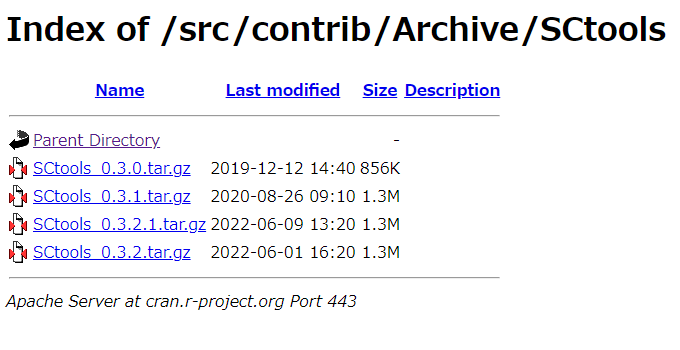 Index of /src/contrib/Archive/SCtools
Name Last modified Size Description
Parent Directory -
SCtools_0.3.0.tar.gz 2019-12-12 14:40 856K
SCtools_0.3.1.tar.gz 2020-08-26 09:10 1.3M
SCtools_0.3.2.1.tar.gz 2022-06-09 13:20 1.3M
SCtools_0.3.2.tar.gz 2022-06-01 16:20 1.3M
Apache Server at cran.r-project.org Port 443